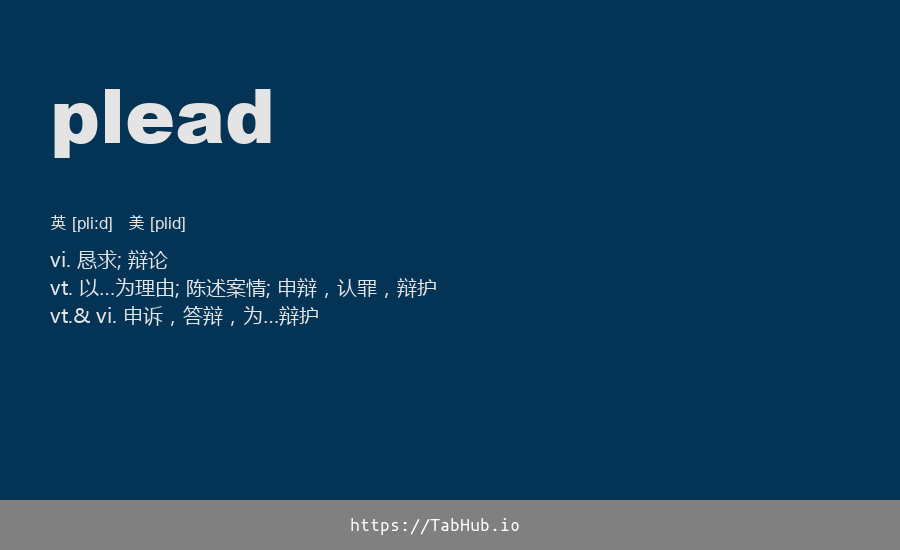 plead
英 [pli:d] 美 [plid]
vi. 恳求; 辩论
vt. 以…为理由; 陈述案情; 申辩，认罪，辩护
vt.& vi. 申诉，答辩，为…辩护
https://TabHub.io